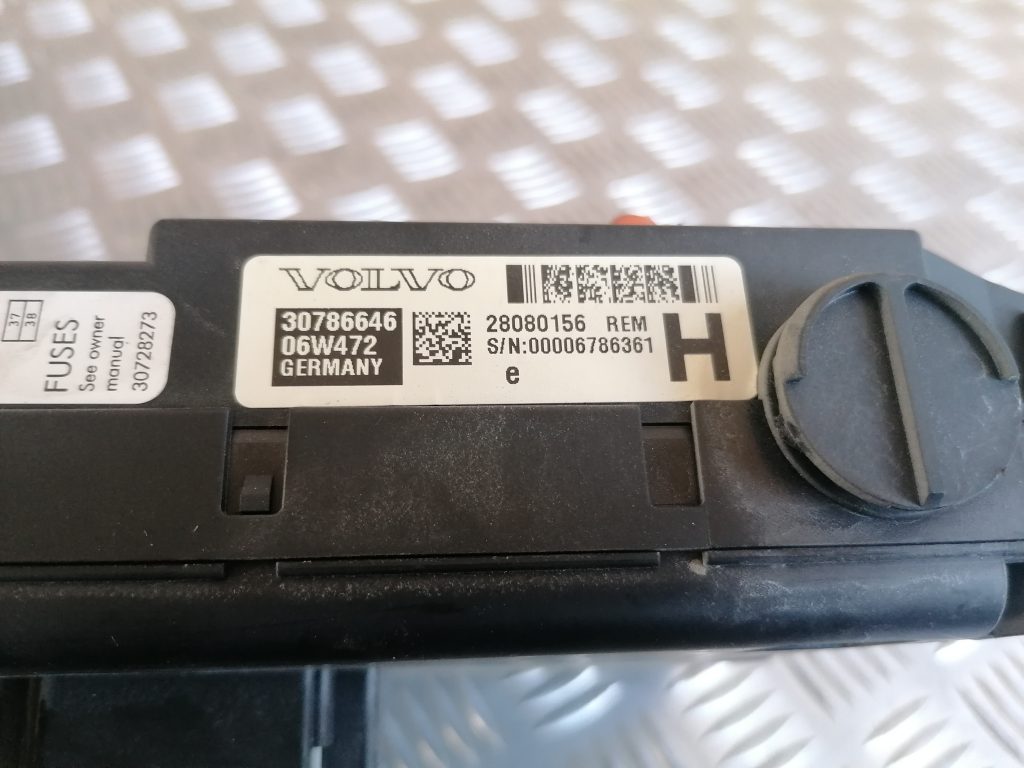 37
38
FUSES
See owner
manual
30728273
VOLVO
30786646
06W472
GERMANY
28080156 REM
S/N:00006786361
e
H